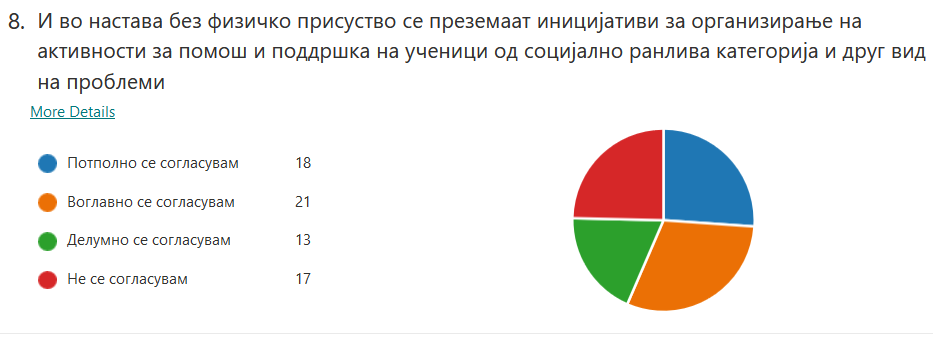 8. И во настава без физичко присуство се преземаат иницијативи за организирање на
активности за помош и поддршка на ученици од социјално ранлива категорија и друг вид
на проблеми
More Details
Потполно се согласувам 18
Воглавно се согласувам 21
Делумно се согласувам 13
Не се согласувам 17